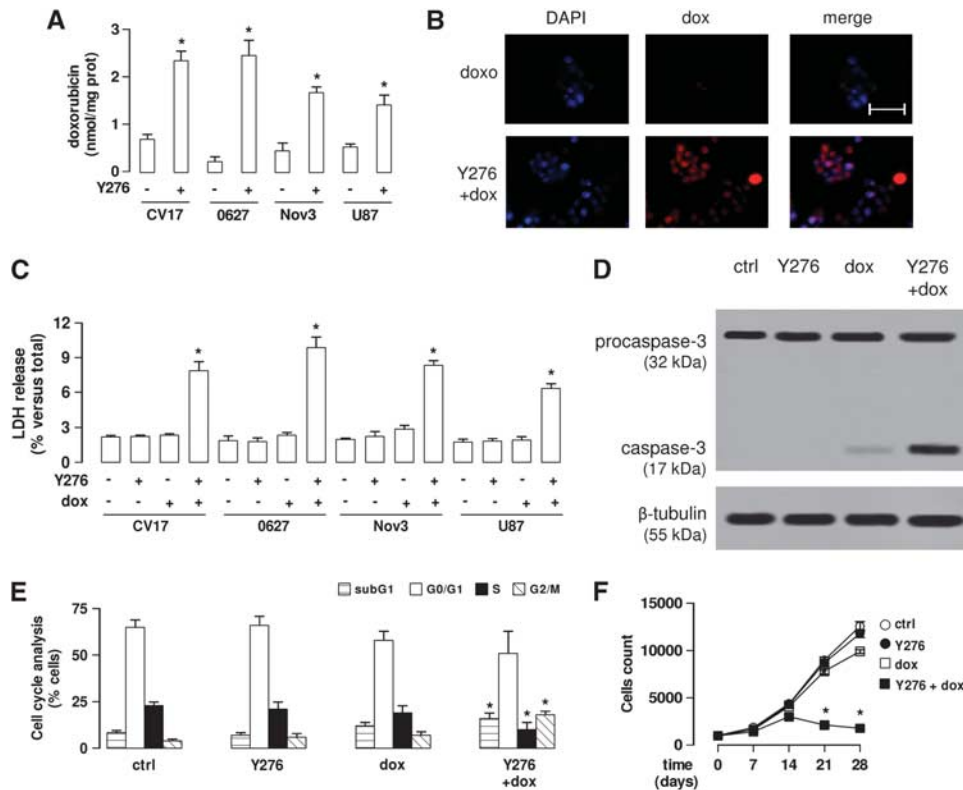 A
doxorubicin
(nmol/mg prot)
3
2
1
0
Y276 - + - + - + - +
CV17 0627 Nov3 U87
B
DAPI dox merge
doxo
Y276
+dox
C
LDH release
(% versus total)
12
9
6
3
0
Y276 - + - + - + - + - + - + - + - +
dox - - + + - - + + - - + + - - + +
CV17 0627 Nov3 U87
D
ctrl Y276 dox Y276
+dox
procaspase-3
(32 kDa)
caspase-3
(17 kDa)
β-tubulin
(55 kDa)
E
subG1 G0/G1 S G2/M
Cell cycle analysis
(% cells)
75
50
25
0
ctrl Y276 dox Y276
+dox
F
Cells count
15000
10000
5000
0
ctrl
Y276
dox
Y276 + dox
time
(days)
0 7 14 21 28